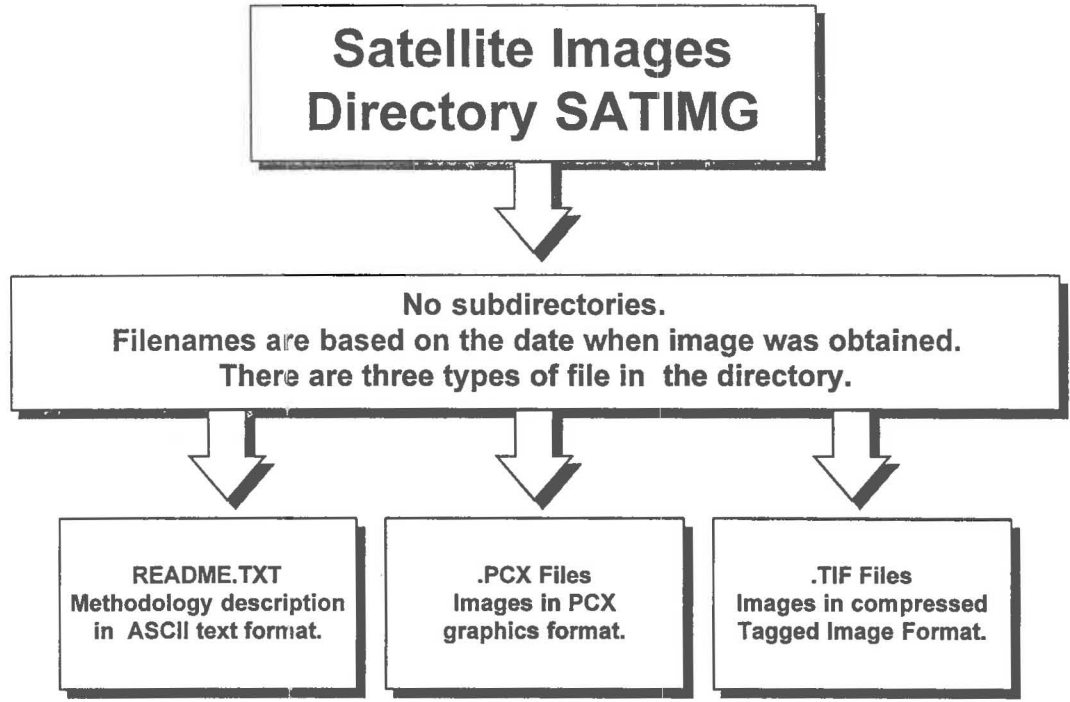 Satellite Images
Directory SATIMG
No subdirectories.
Filenames are based on the date when image was obtained.
There are three types of file in the directory.
README.TXT
Methodology description
in ASCII text format.
.PCX Files
Images in PCX
graphics format.
.TIF Files
Images in compressed
Tagged Image Format.